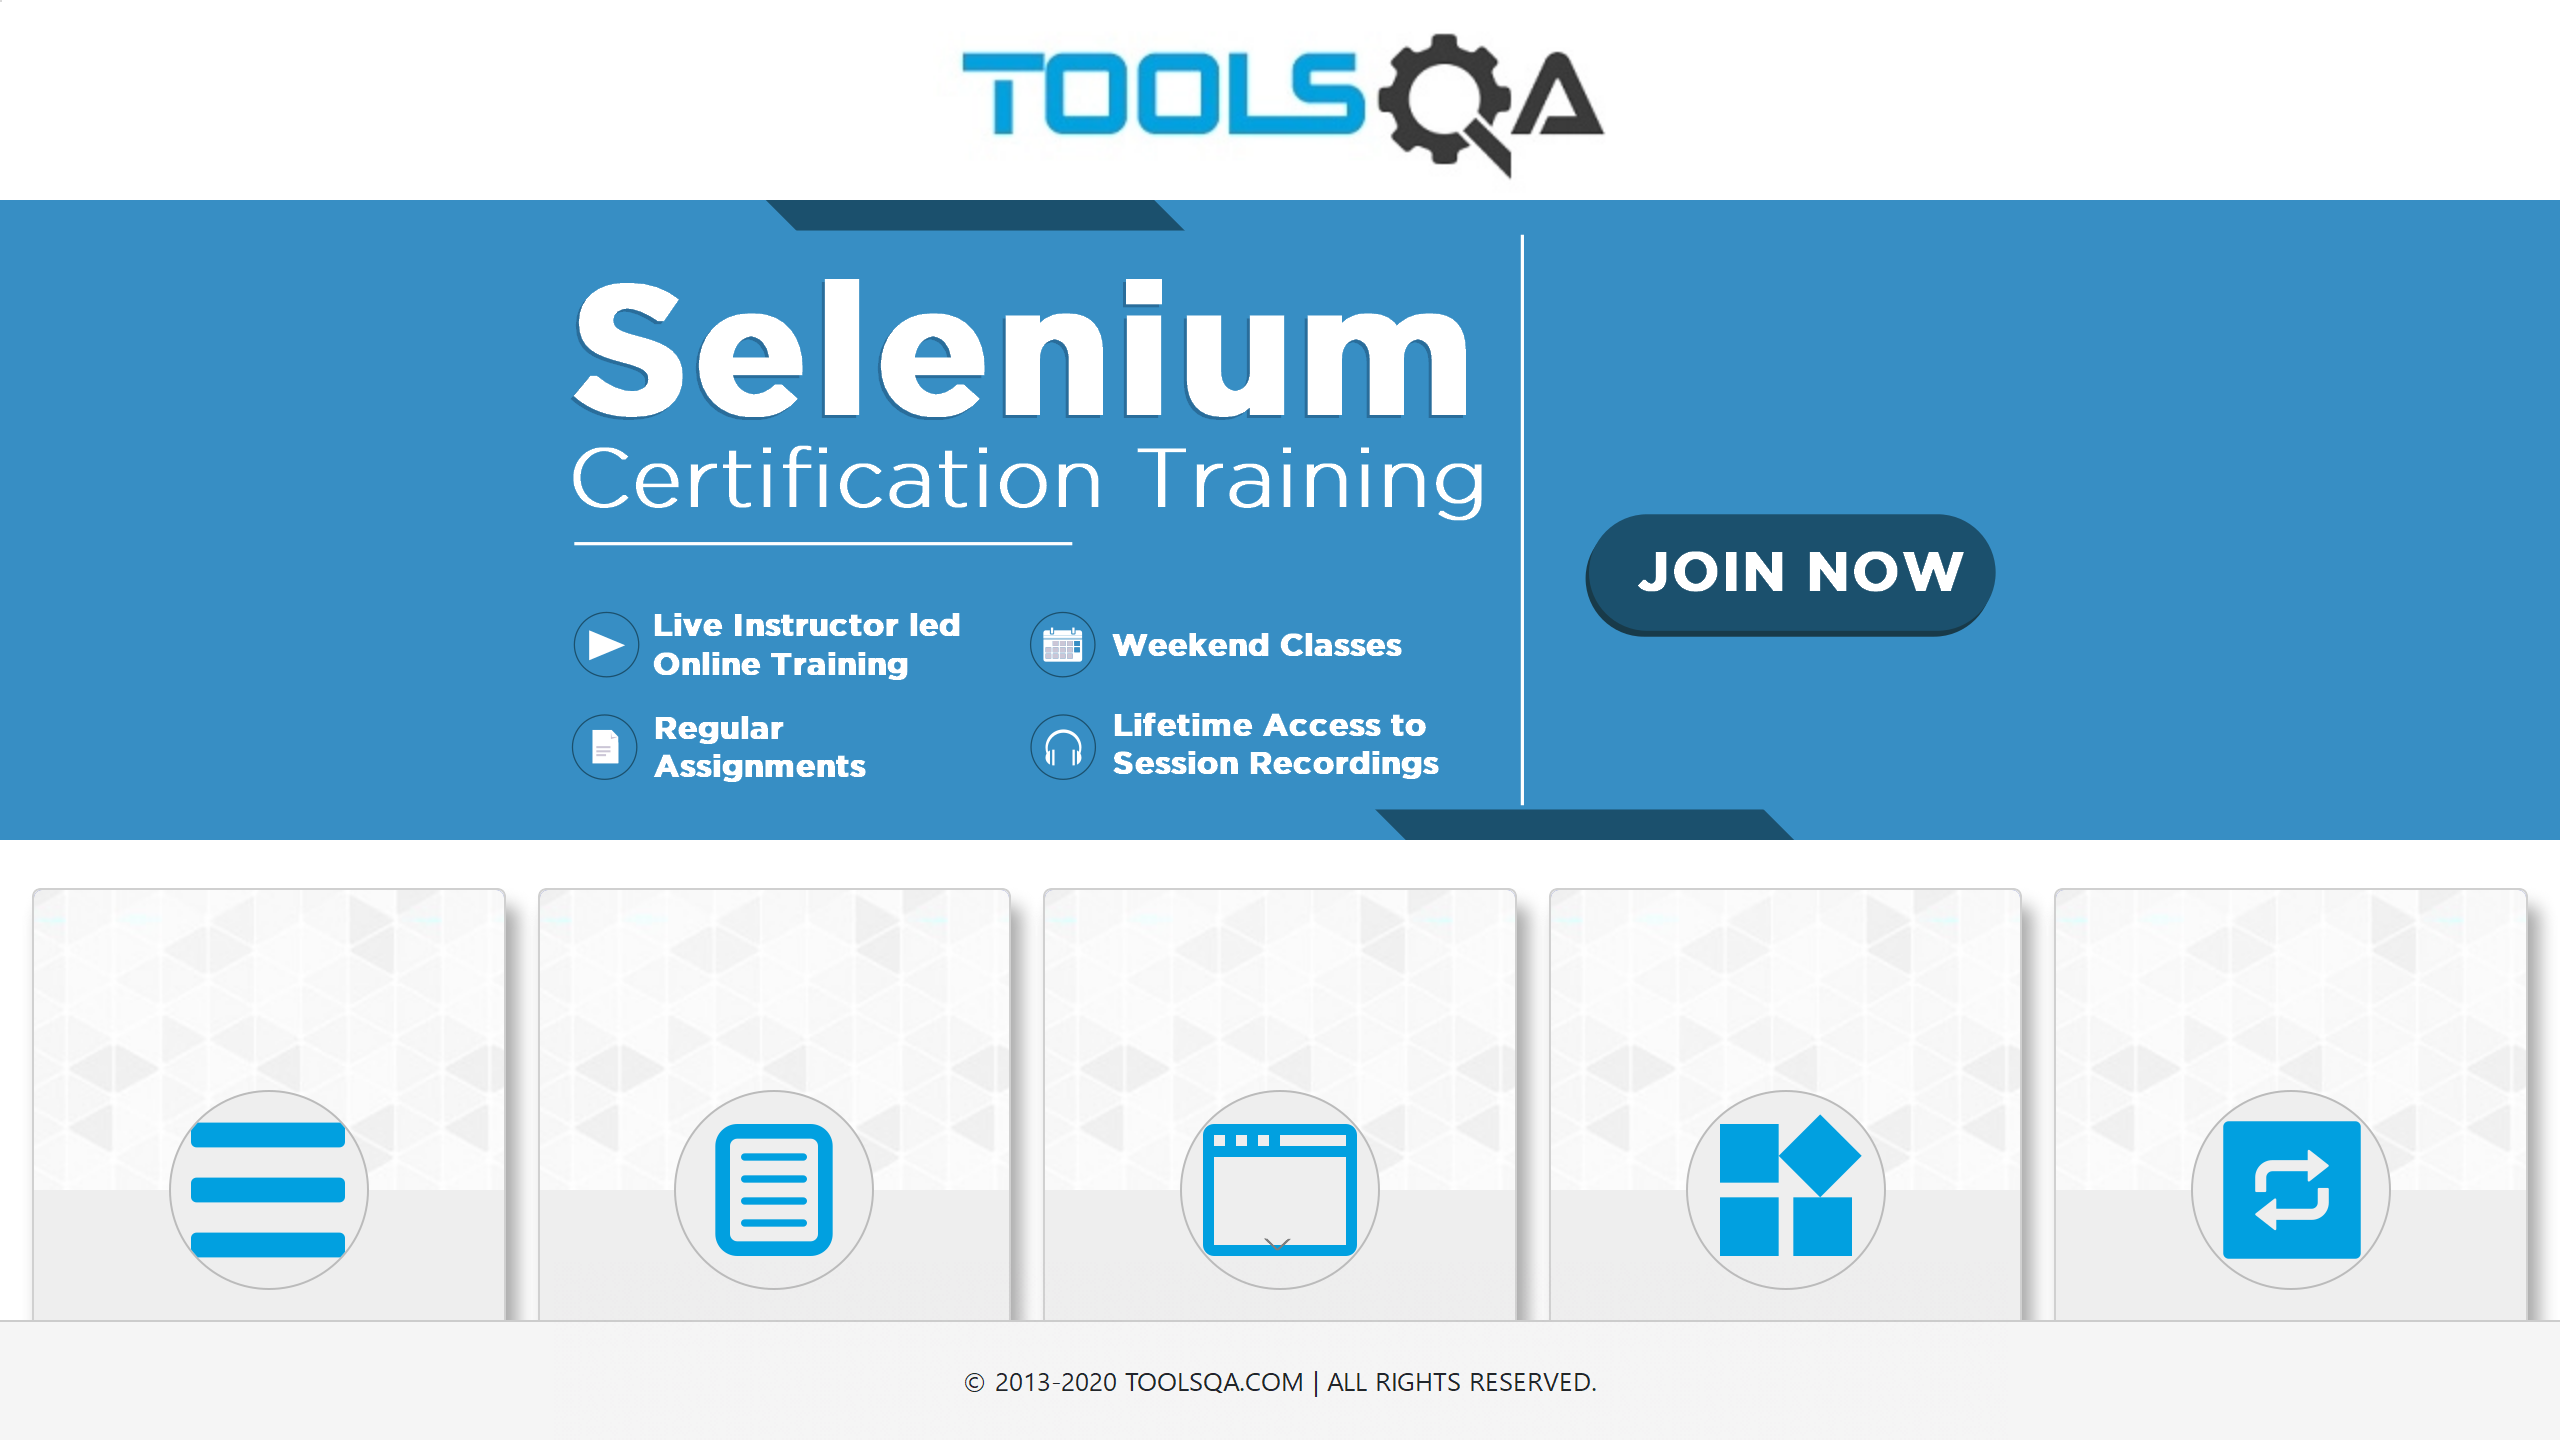 TOOLSQA
Selenium
Certification Training
JOIN NOW
Live Instructor led
Online Training
Weekend Classes
Regular
Assignments
Lifetime Access to
Session Recordings
© 2013-2020 TOOLSQA.COM | ALL RIGHTS RESERVED.